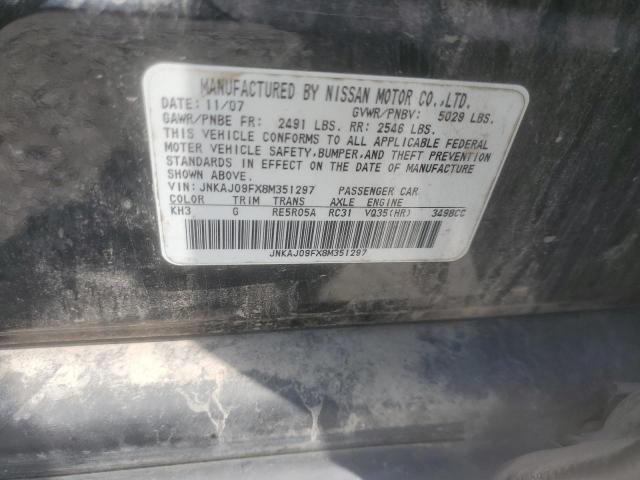 MANUFACTURED BY NISSAN MOTOR CO.,LTD.
DATE: 11/07 GVWR/PNBV: 5029 LBS.
GAWR/PNBE FR: 2491 LBS. RR: 2546 LBS.
THIS VEHICLE CONFORMS TO ALL APPLICABLE FEDERAL
MOTOR VEHICLE SAFETY,BUMPER,AND THEFT PREVENTION
STANDARDS IN EFFECT ON THE DATE OF MANUFACTURE
SHOWN ABOVE.
VIN: JNKAJ09FX8M351297 PASSENGER CAR
COLOR TRIM TRANS AXLE ENGINE
KH3 G RE5R05A RC31 VQ35(HR) 3498CC
JNKAJ09FX8M351297